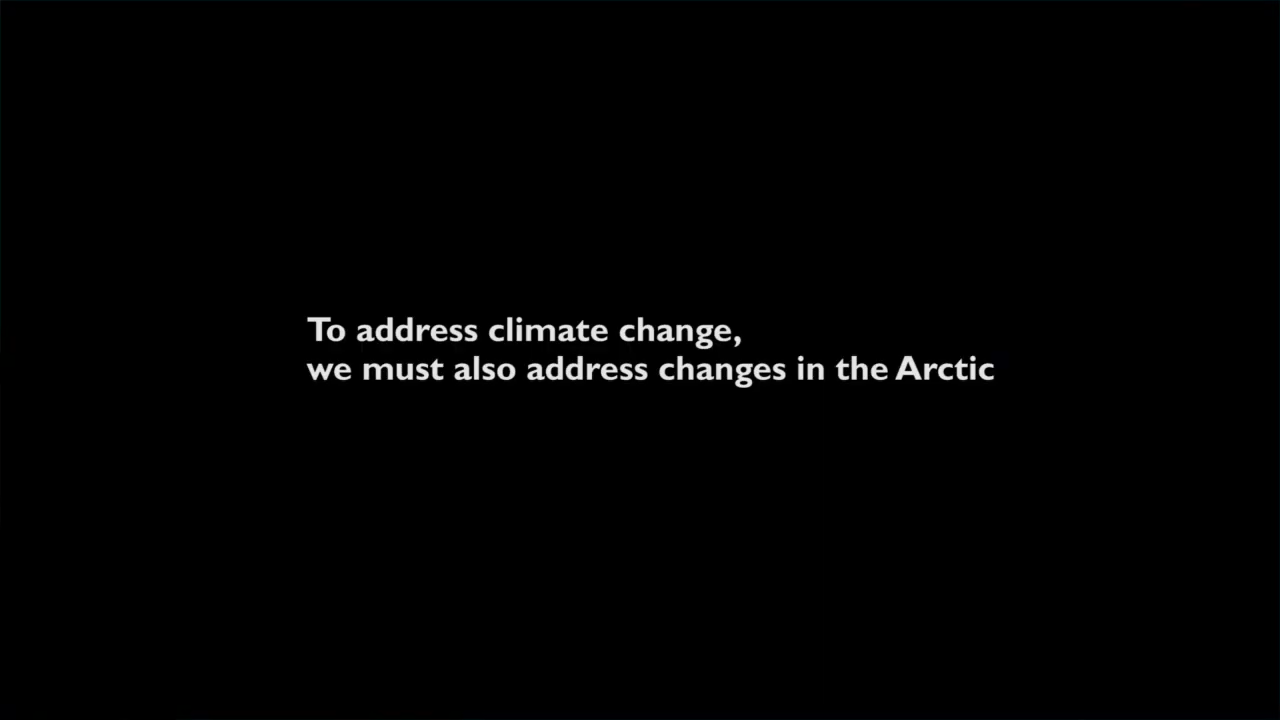 To address climate change,
we must also address changes in the Arctic